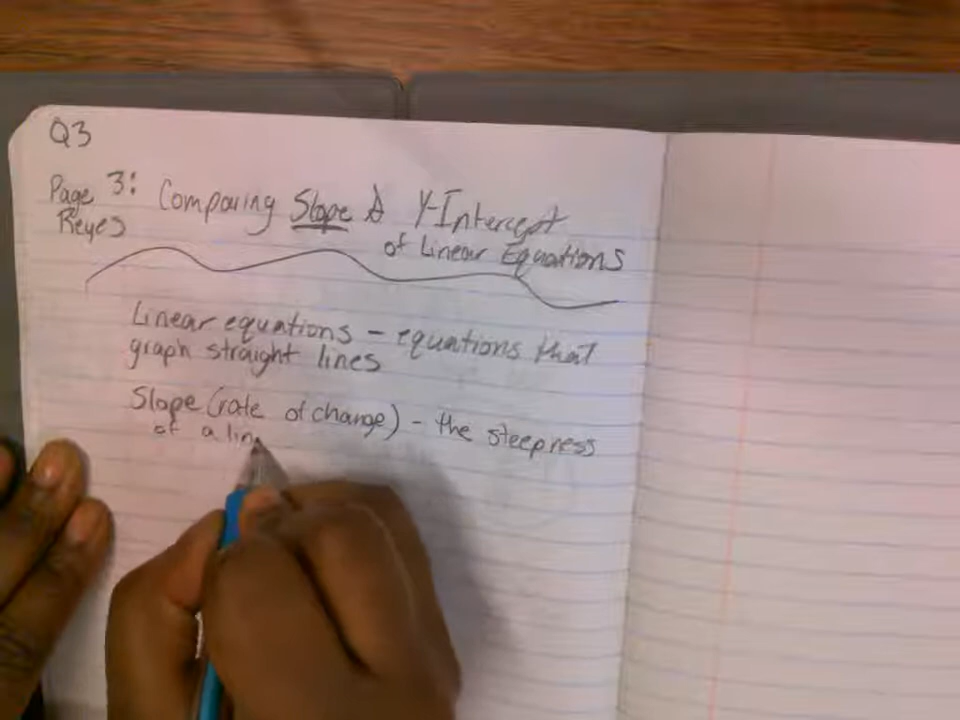 Q3
Page 3: Comparing Slope & Y-Intercept
Reyes
of Linear Equations
Linear equations - equations that
graph straight lines
Slope (rate of change) - the steepness
of a lin